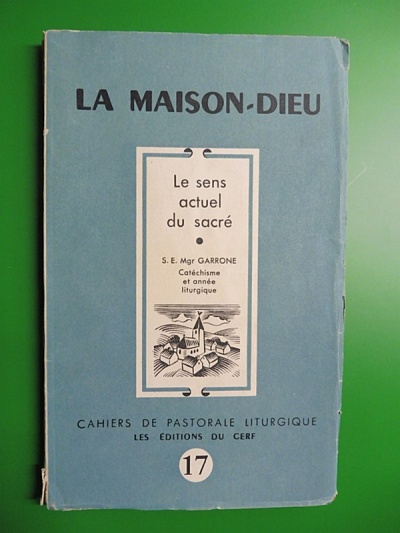 LA MAISON-DIEU
Le sens
actuel
du sacré
●
S. E. Mgr GARRONE
Catéchisme
et année
liturgique
CAHIERS DE PASTORALE LITURGIQUE
LES ÉDITIONS DU CERF
17